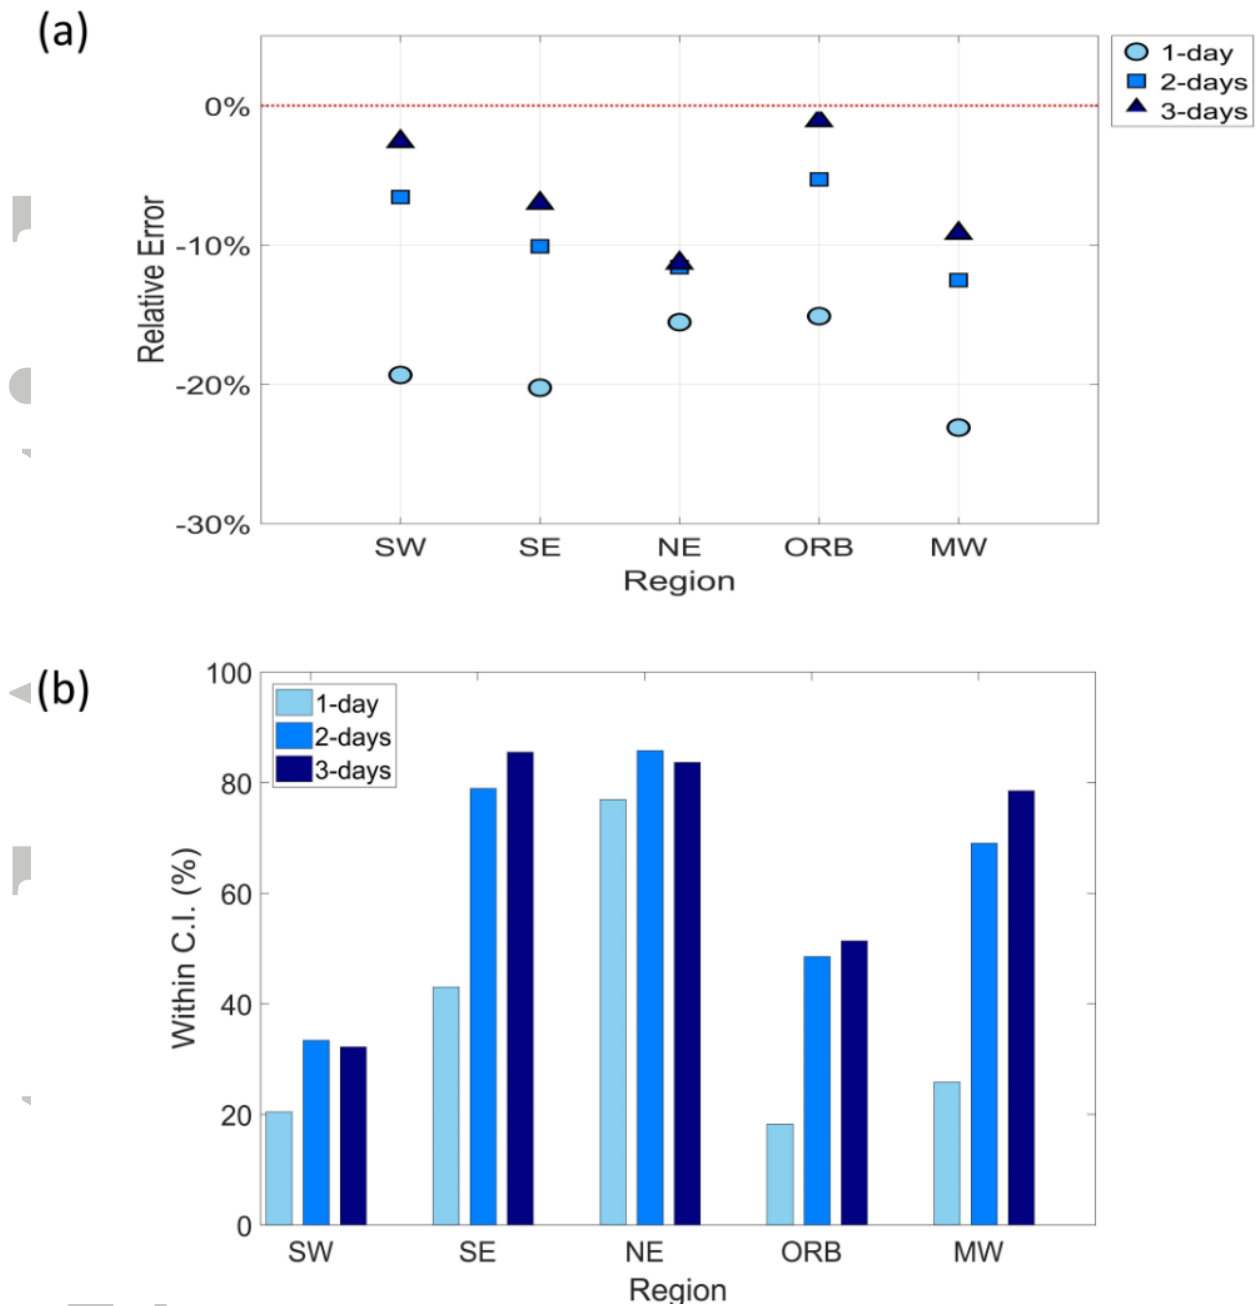 (a)
1-day
2-days
3-days
0%
-10%
-20%
-30%
Relative Error
SW SE NE ORB MW
Region
(b)
1-day
2-days
3-days
100
80
60
40
20
0
Within C.I. (%)
SW SE NE ORB MW
Region